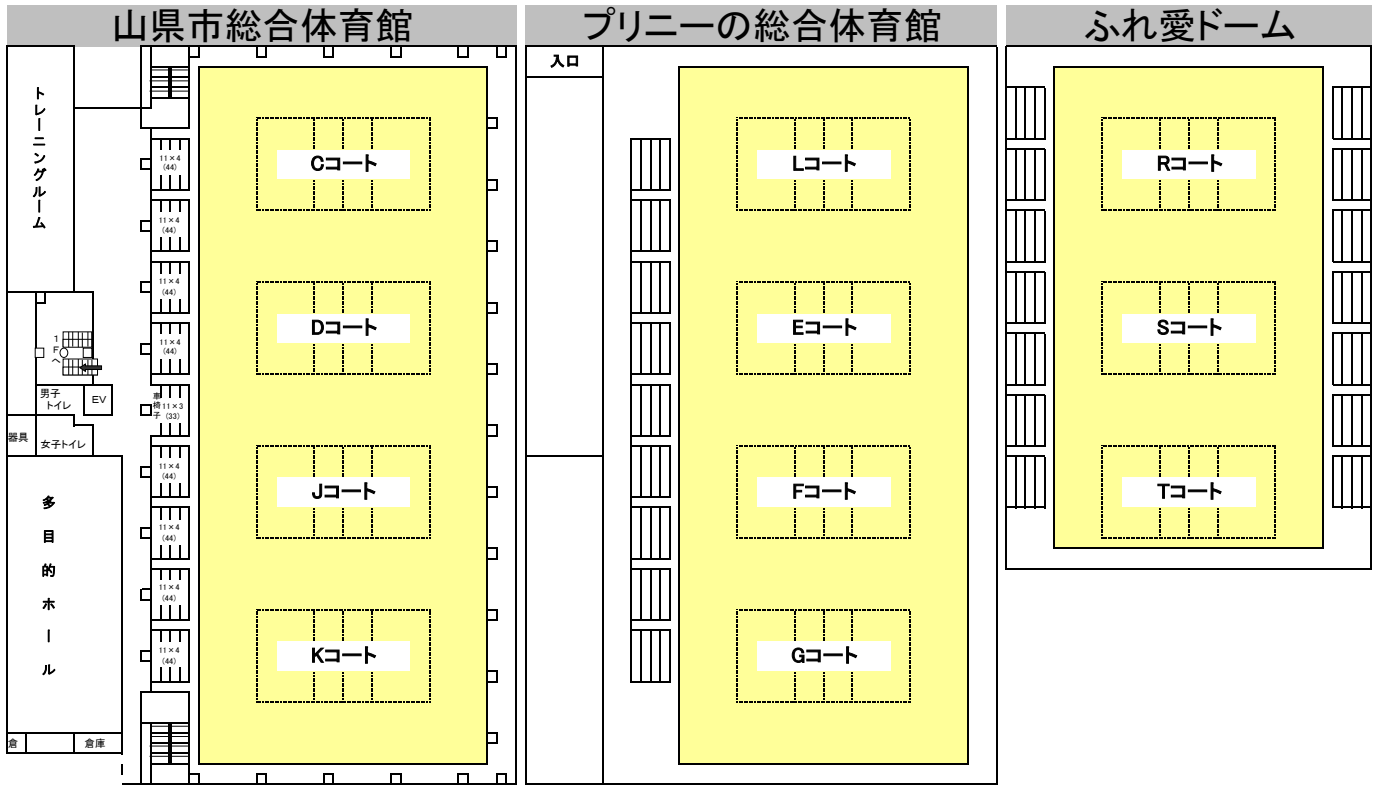 山県市総合体育館
プリニーの総合体育館
ふれ愛ドーム
トレーニングルーム
11×4
(44)
11×4
(44)
11×4
(44)
11×4
(44)
車椅子
11×3
(33)
11×4
(44)
11×4
(44)
11×4
(44)
11×4
(44)
1Fへ
男子
トイレ
EV
器具
女子トイレ
多目的ホール
倉
倉庫
Cコート
Dコート
Jコート
Kコート
入口
Lコート
Eコート
Fコート
Gコート
Rコート
Sコート
Tコート